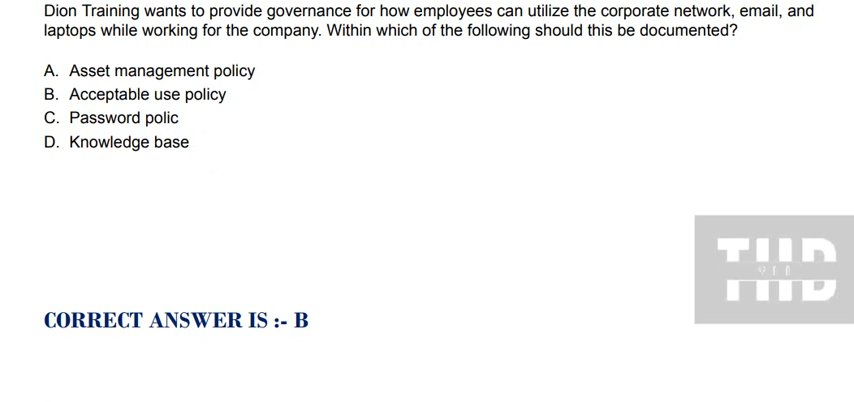 Dion Training wants to provide governance for how employees can utilize the corporate network, email, and
laptops while working for the company. Within which of the following should this be documented?
A. Asset management policy
B. Acceptable use policy
C. Password polic
D. Knowledge base
CORRECT ANSWER IS :- B